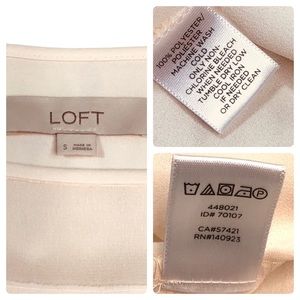 LOFT
S
MADE IN
INDONESIA
100% POLYESTER/
POLYESTER
MACHINE WASH
COLD
ONLY NON-
CHLORINE BLEACH
WHEN NEEDED
TUMBLE DRY LOW
COOL IRON
IF NEEDED
OR DRY CLEAN
448021
ID# 70107
CA#57421
RN#140923